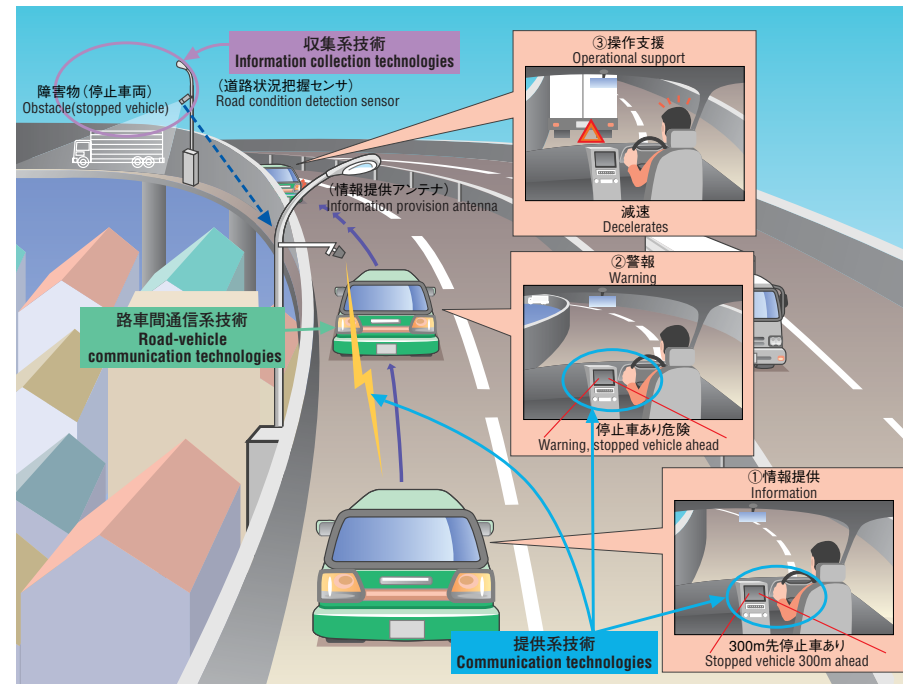 収集系技術
Information collection technologies
障害物(停止車両)
Obstacle(stopped vehicle)
(道路状況把握センサ)
Road condition detection sensor
(情報提供アンテナ)
Information provision antenna
③操作支援
Operational support
減速
Decelerates
②警報
Warning
停止車あり危険
Warning, stopped vehicle ahead
路車間通信系技術
Road-vehicle
communication technologies
①情報提供
Information
300m先停止車あり
Stopped vehicle 300m ahead
提供系技術
Communication technologies